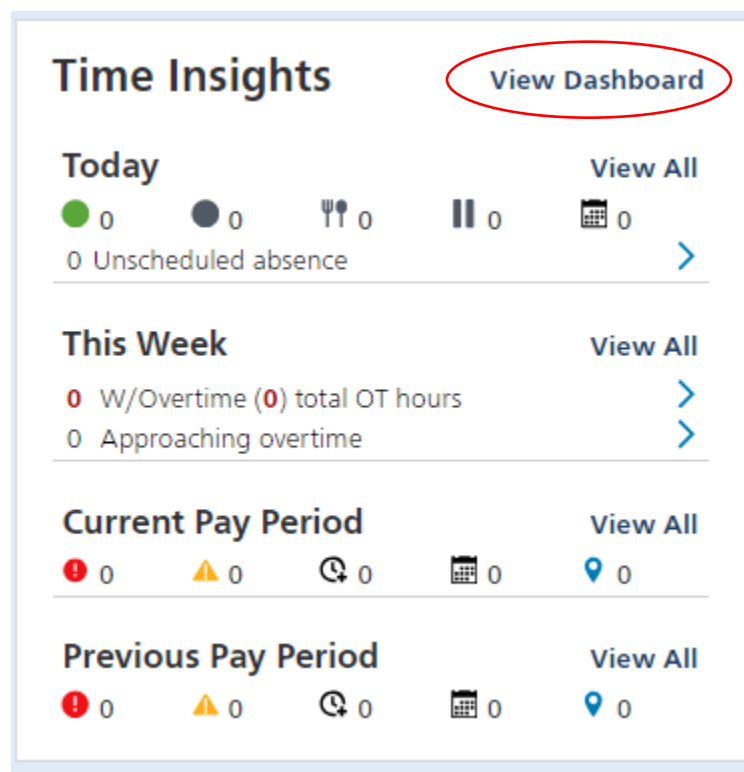 Time Insights View Dashboard
Today View All
0 0 0 0 0
0 Unscheduled absence
This Week View All
0 W/Overtime (0) total OT hours
0 Approaching overtime
Current Pay Period View All
0 0 0 0 0
Previous Pay Period View All
0 0 0 0 0